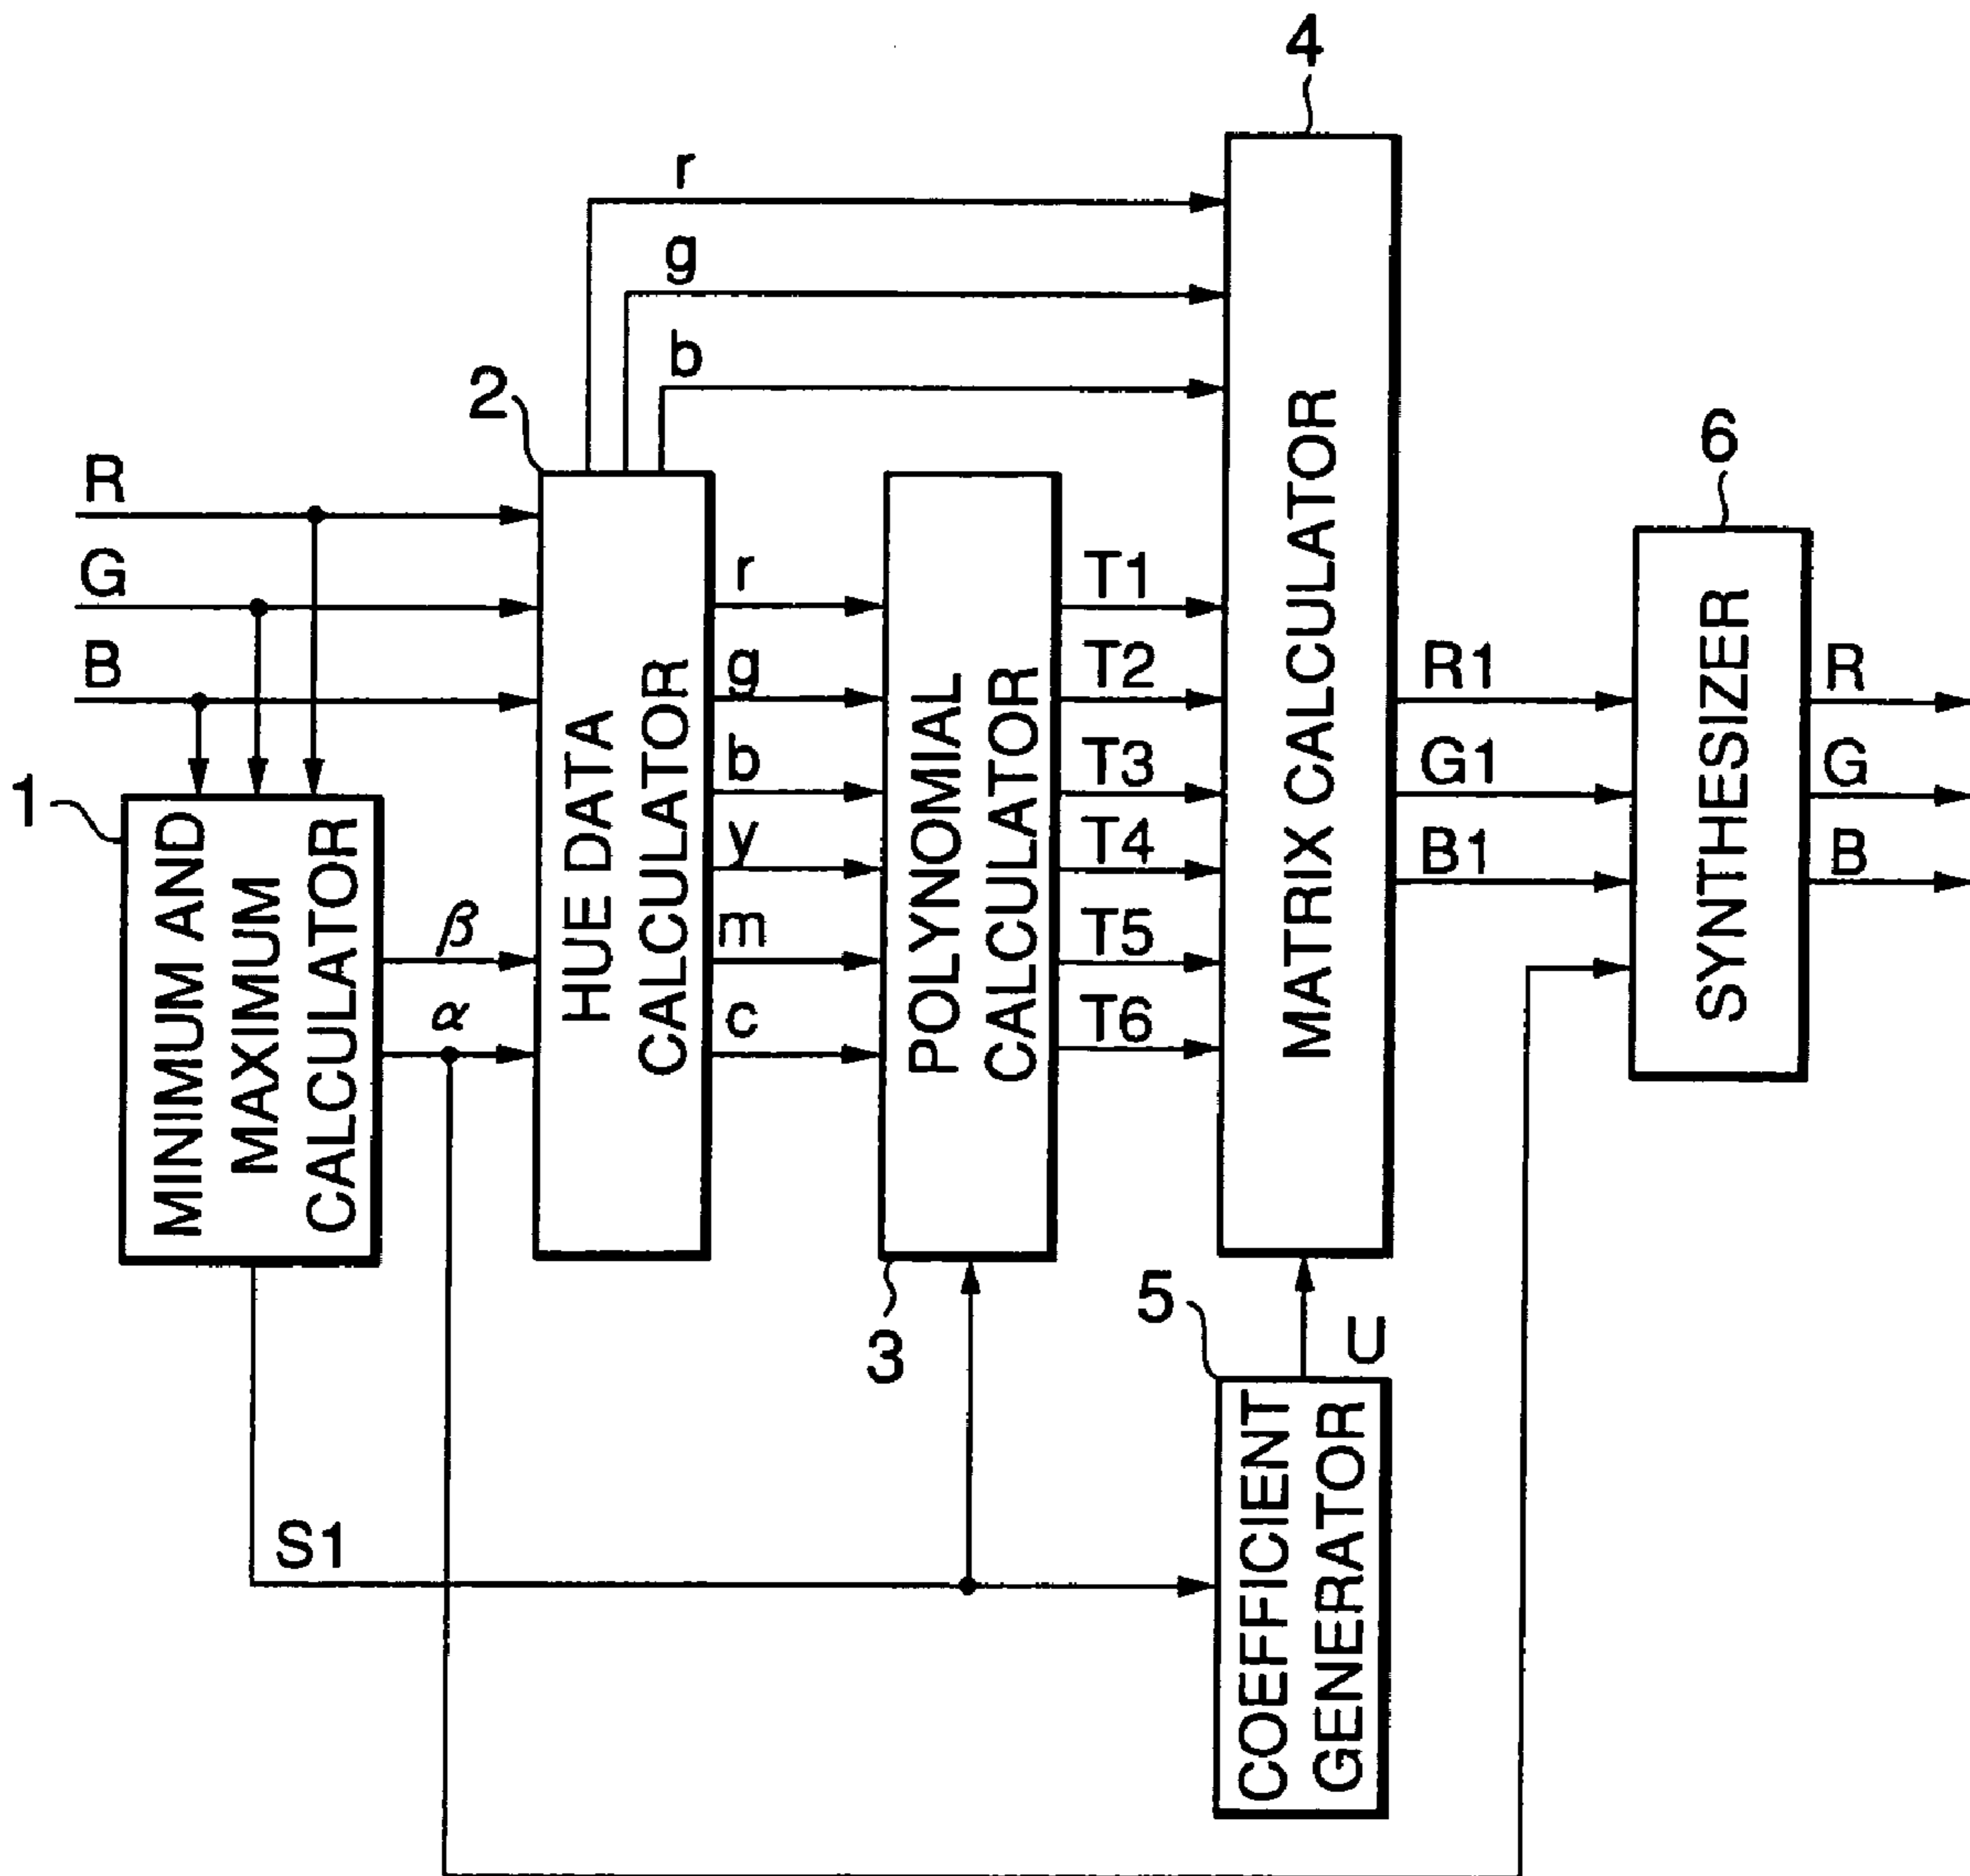 4
r
g
b
2
6
R
G
B
1
MINIMUM AND
MAXIMUM
CALCULATOR
β
α
HUE DATA
CALCULATOR
r
g
b
y
m
c
POLYNOMIAL
CALCULATOR
3
T1
T2
T3
T4
T5
T6
MATRIX CALCULATOR
R1
G1
B1
SYNTHESIZER
R
G
B
S1
5
U
COEFFICIENT
GENERATOR